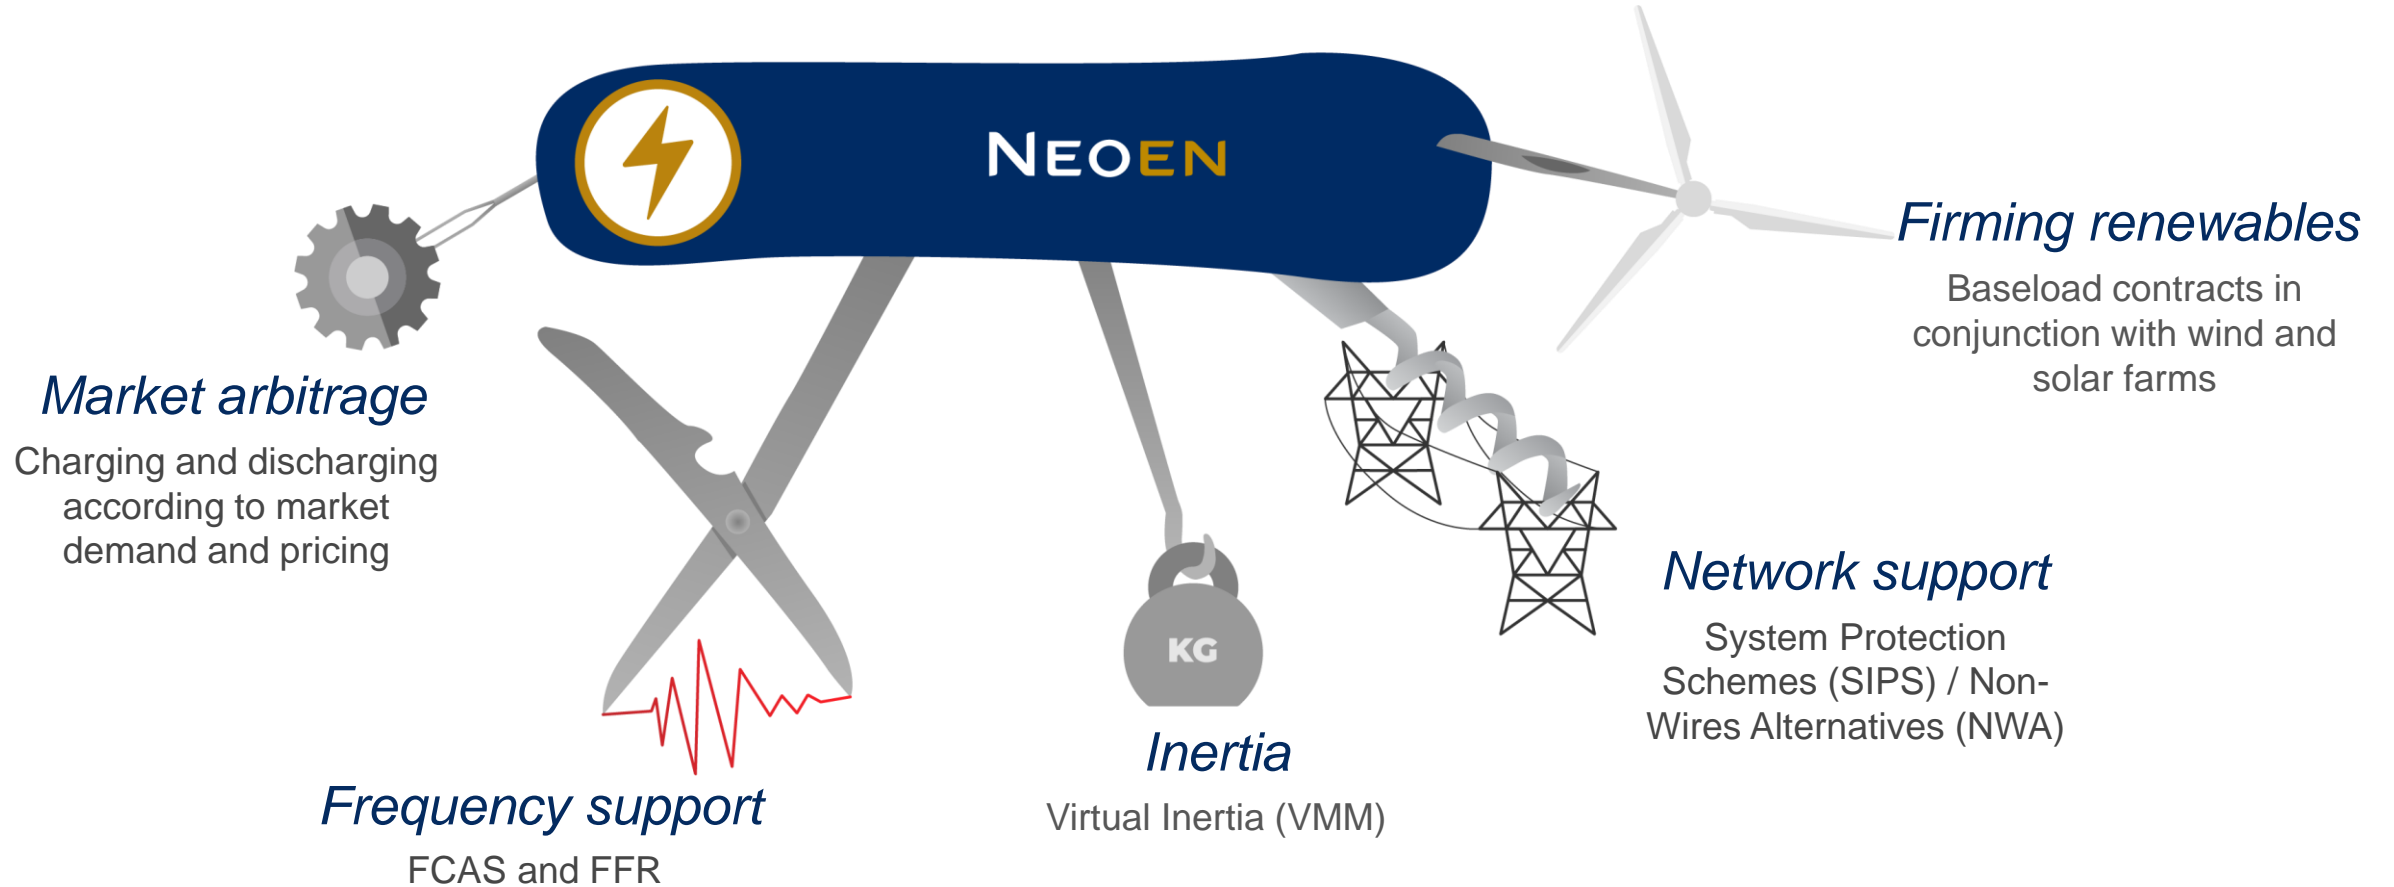 NEOEN
Market arbitrage
Charging and discharging
according to market
demand and pricing
Frequency support
FCAS and FFR
KG
Inertia
Virtual Inertia (VMM)
Network support
System Protection
Schemes (SIPS) / Non-
Wires Alternatives (NWA)
Firming renewables
Baseload contracts in
conjunction with wind and
solar farms